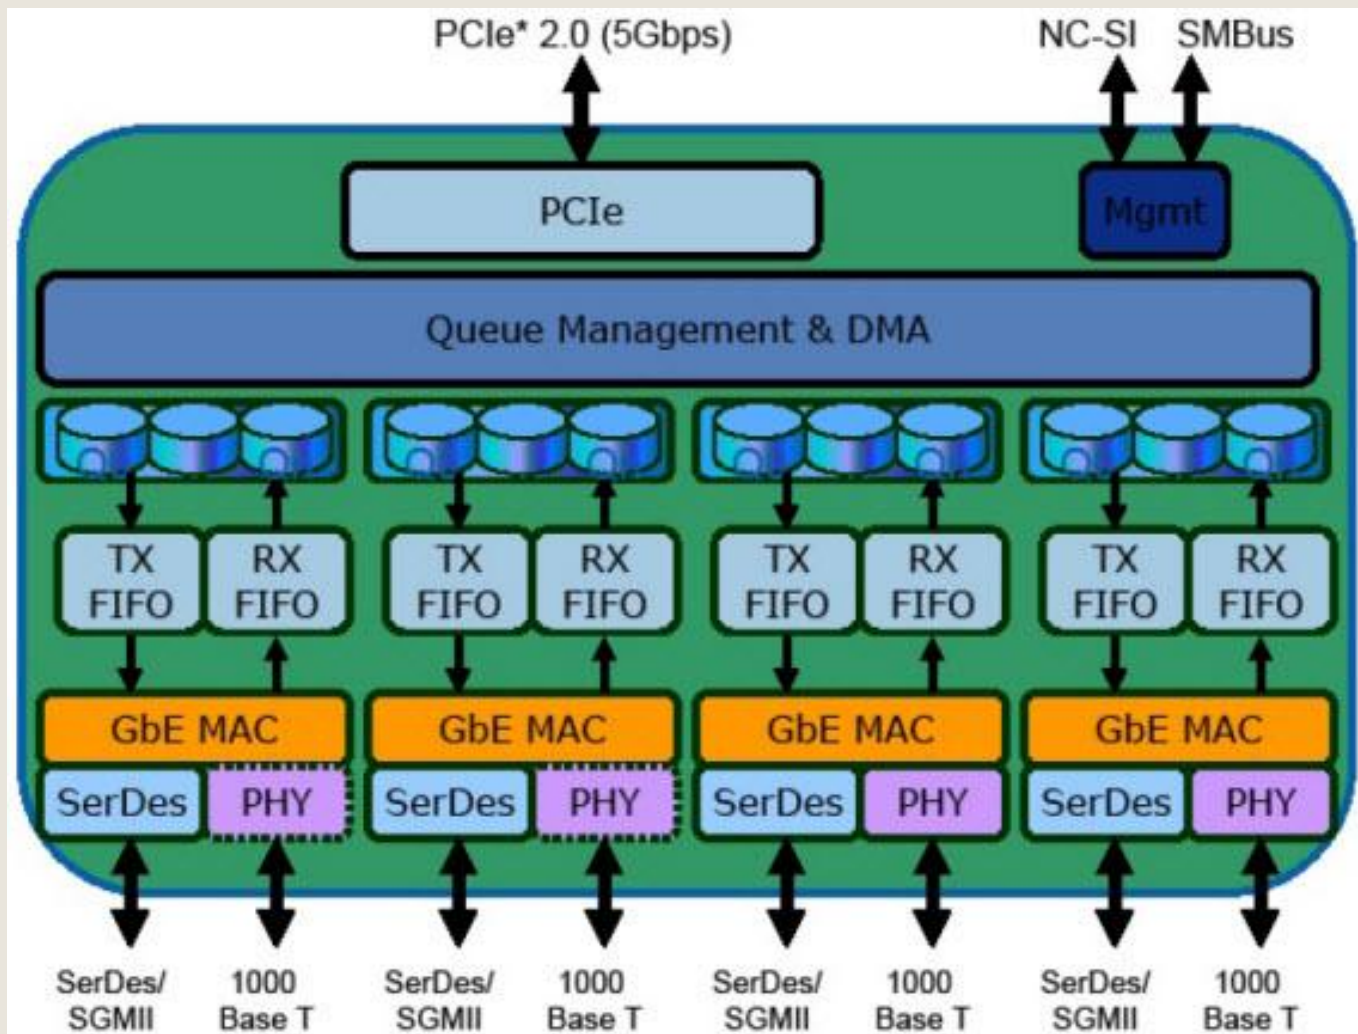 PCIe* 2.0 (5Gbps)
NC-SI SMBus
PCIe
Mgmt
Queue Management & DMA
TX RX TX RX TX RX TX RX
FIFO FIFO FIFO FIFO FIFO FIFO FIFO FIFO
GbE MAC GbE MAC GbE MAC GbE MAC
SerDes PHY SerDes PHY SerDes PHY SerDes PHY
SerDes/ 1000 SerDes/ 1000 SerDes/ 1000 SerDes/ 1000
SGMII Base T SGMII Base T SGMII Base T SGMII Base T